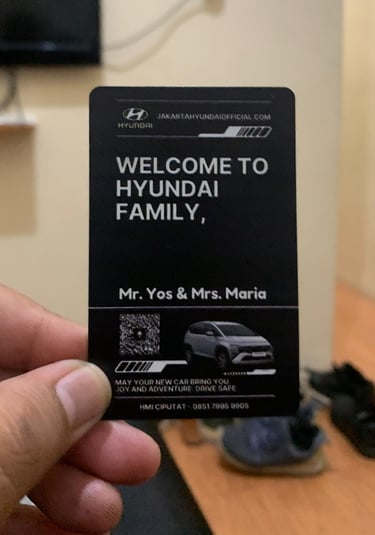 HYUNDAI
JAKARTAHYUNDAIOFFICIAL.COM
WELCOME TO
HYUNDAI
FAMILY,
Mr. Yos & Mrs. Maria
MAY YOUR NEW CAR BRING YOU
JOY AND ADVENTURE. DRIVE SAFE
HMI CIPUTAT - 0851 7995 9905